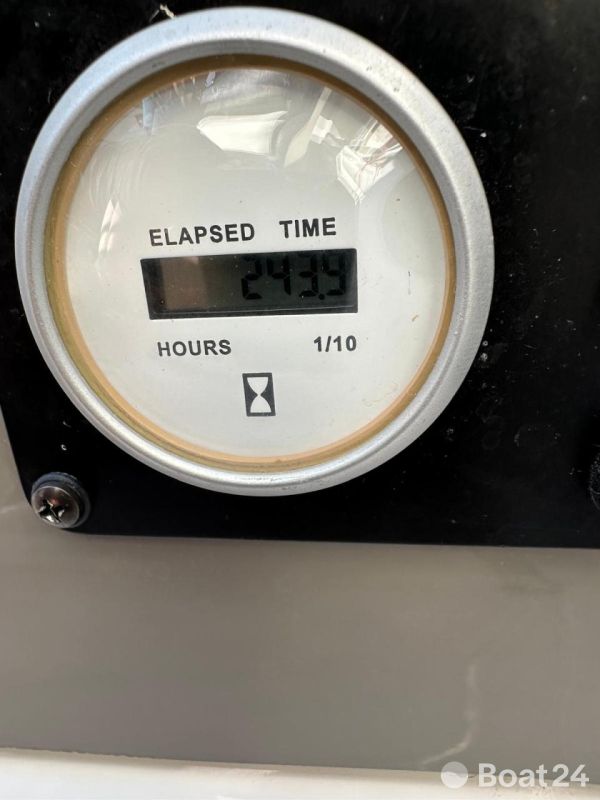 ELAPSED TIME
243.9
HOURS 1/10
Boat24